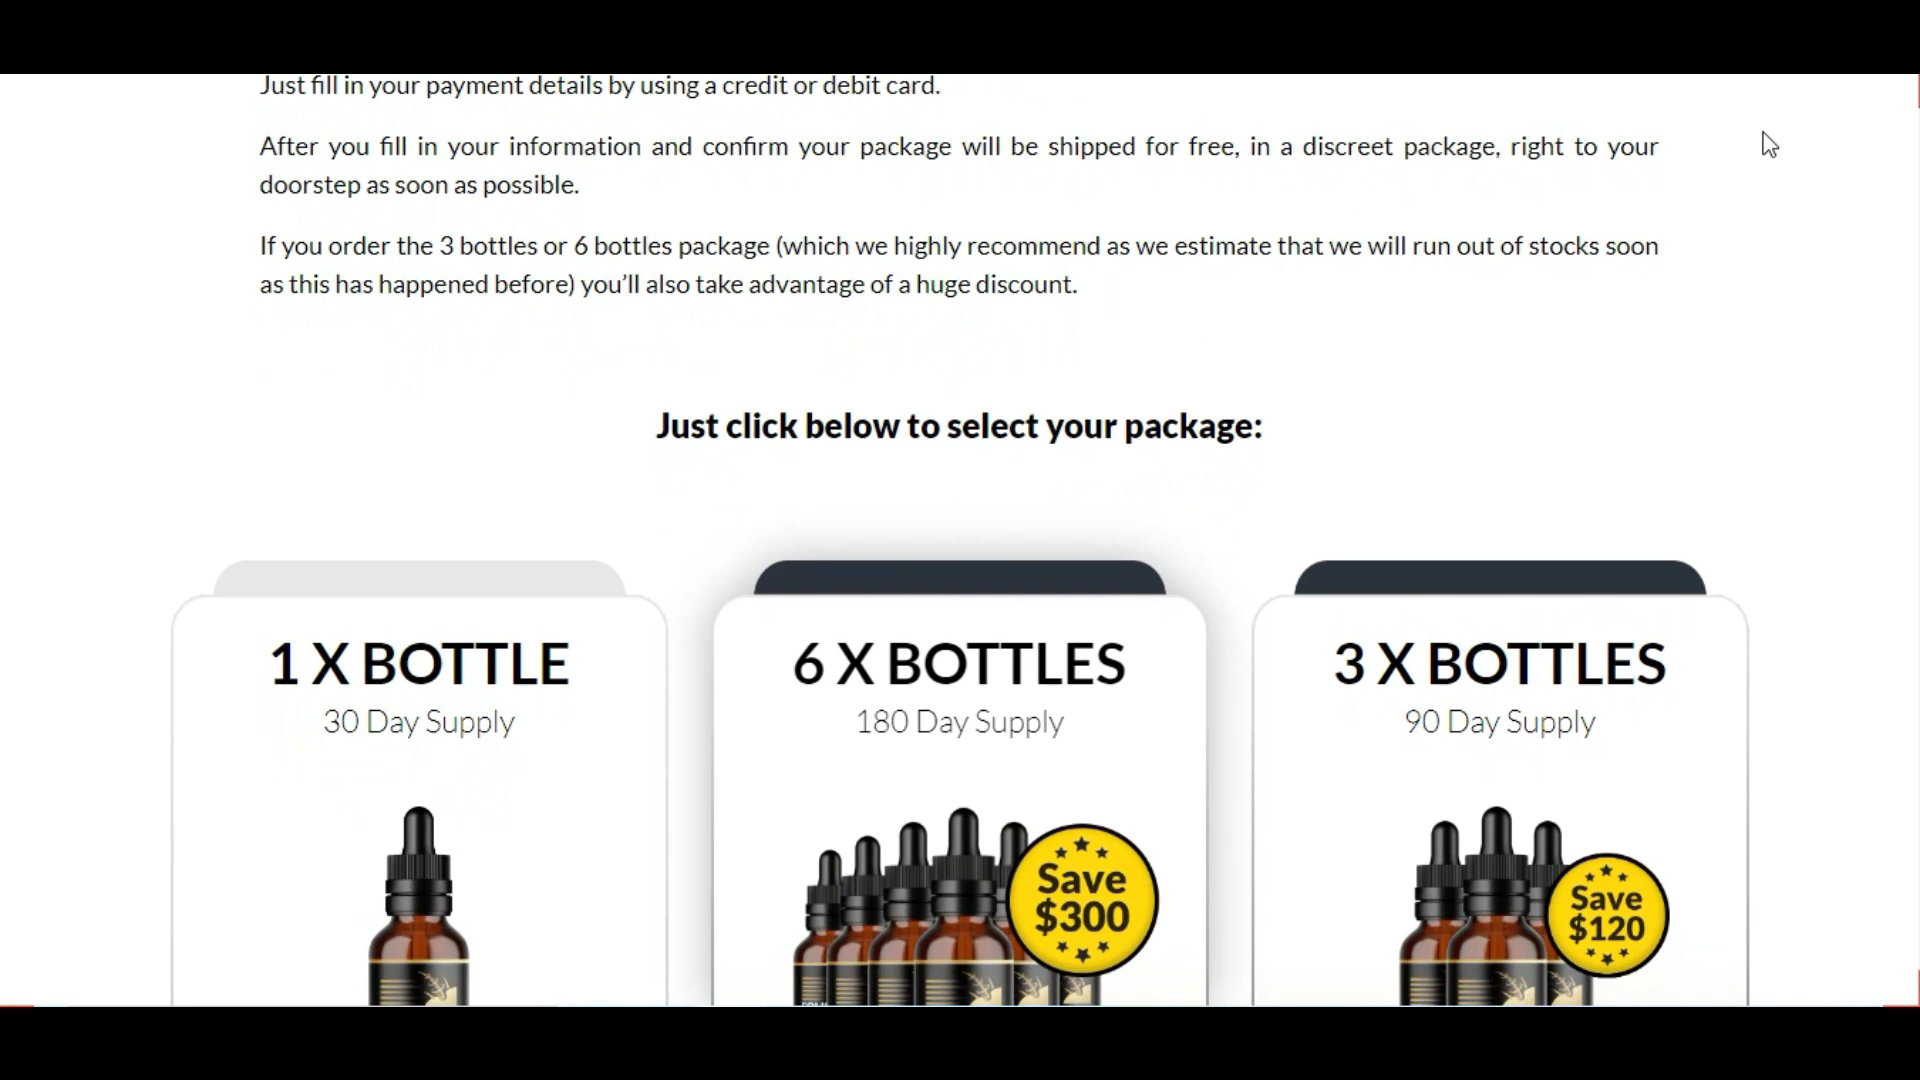 Just fill in your payment details by using a credit or debit card.
After you fill in your information and confirm your package will be shipped for free, in a discreet package, right to your
doorstep as soon as possible.
If you order the 3 bottles or 6 bottles package (which we highly recommend as we estimate that we will run out of stocks soon
as this has happened before) you’ll also take advantage of a huge discount.
Just click below to select your package:
1 X BOTTLE
30 Day Supply
6 X BOTTLES
180 Day Supply
Save
$300
3 X BOTTLES
90 Day Supply
Save
$120